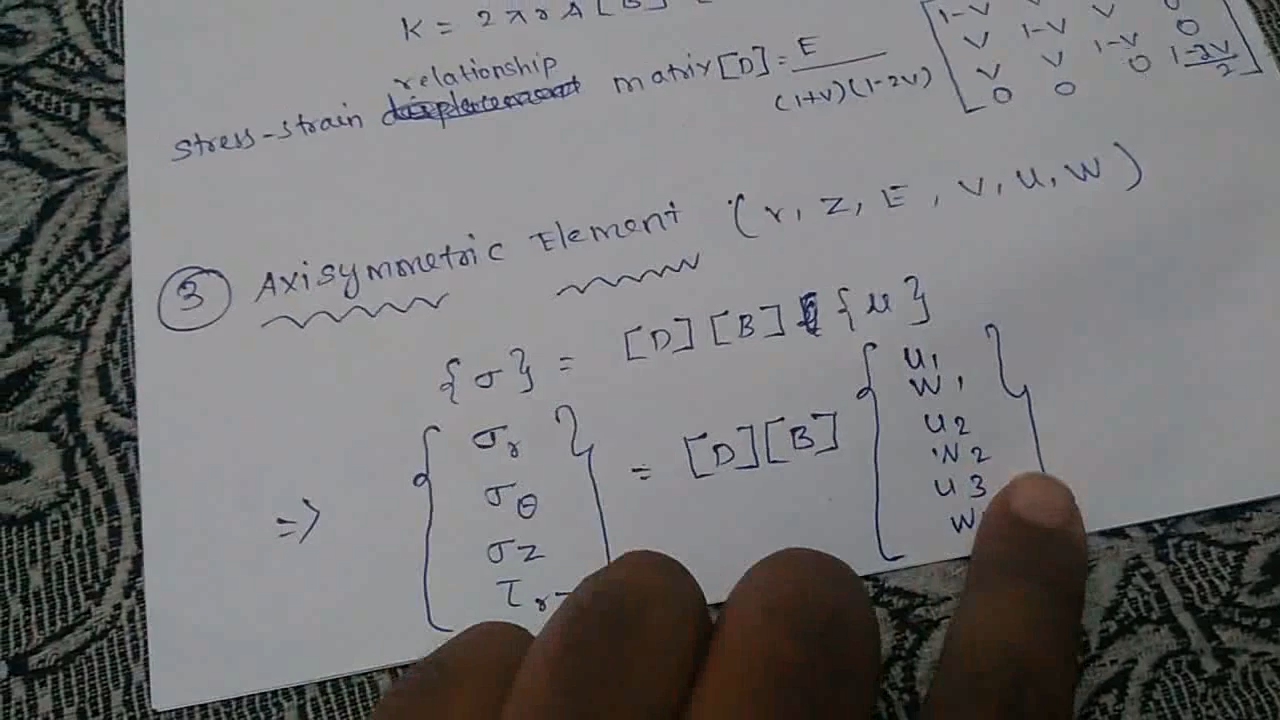 K = 2πrA[B]
stress-strain relationship matrix [D] = E / (1+v)(1-2v) [1-v v v 0
v 1-v v 0
v v 1-v 0
0 0 0 1-2v/2]
③ Axisymmetric Element (r, z, E, v, u, w)
{σ} = [D][B] {u}
=> {σr σθ σz τr} = [D][B] {u1 w1 u2 w2 u3 w}